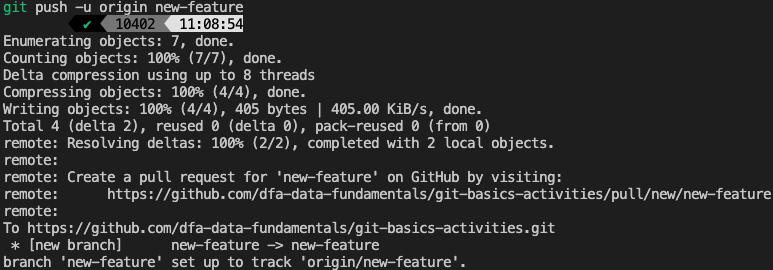 git push -u origin new-feature
✔ 10402 11:08:54
Enumerating objects: 7, done.
Counting objects: 100% (7/7), done.
Delta compression using up to 8 threads
Compressing objects: 100% (4/4), done.
Writing objects: 100% (4/4), 405 bytes | 405.00 KiB/s, done.
Total 4 (delta 2), reused 0 (delta 0), pack-reused 0 (from 0)
remote: Resolving deltas: 100% (2/2), completed with 2 local objects.
remote:
remote: Create a pull request for 'new-feature' on GitHub by visiting:
remote:      https://github.com/dfa-data-fundamentals/git-basics-activities/pull/new/new-feature
remote:
To https://github.com/dfa-data-fundamentals/git-basics-activities.git
 * [new branch]      new-feature -> new-feature
branch 'new-feature' set up to track 'origin/new-feature'.